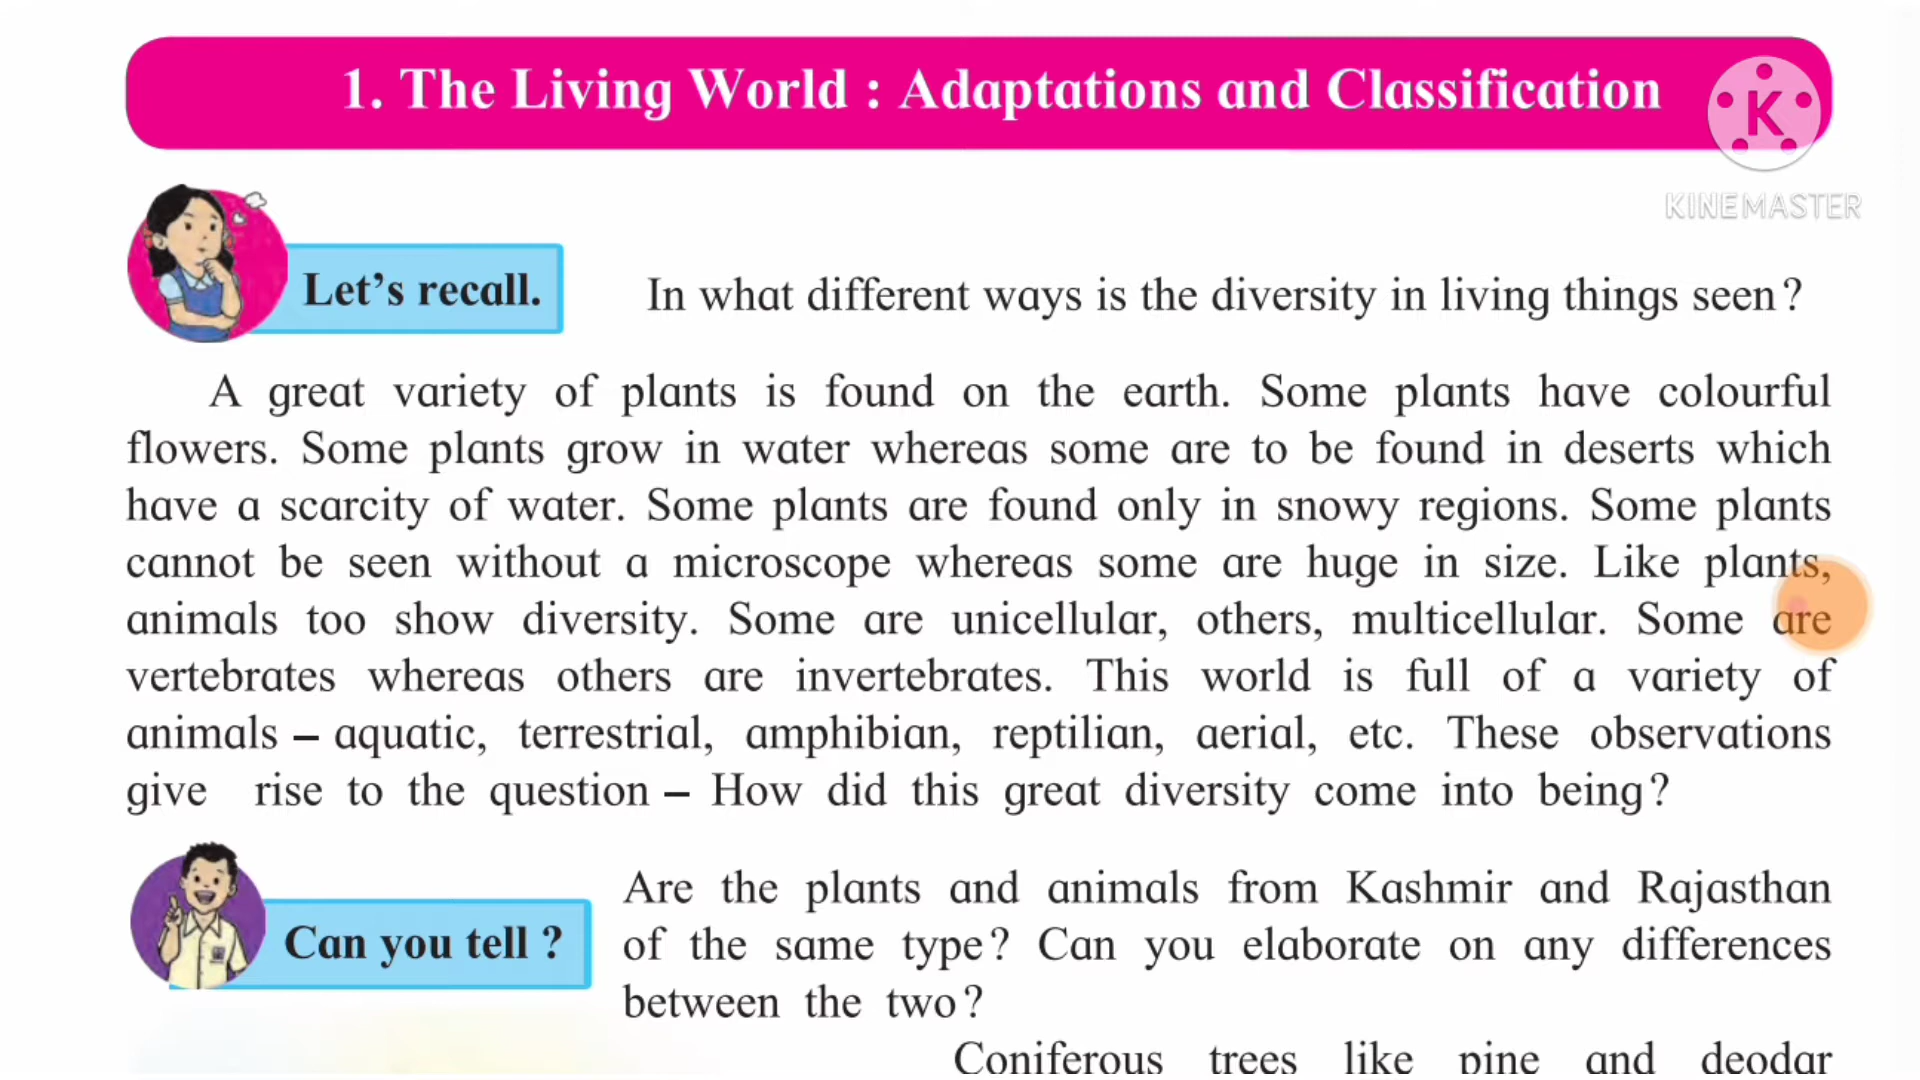 1. The Living World : Adaptations and Classification
K
KINEMASTER
Let's recall.
In what different ways is the diversity in living things seen?
A great variety of plants is found on the earth. Some plants have colourful
flowers. Some plants grow in water whereas some are to be found in deserts which
have a scarcity of water. Some plants are found only in snowy regions. Some plants
cannot be seen without a microscope whereas some are huge in size. Like plants,
animals too show diversity. Some are unicellular, others, multicellular. Some are
vertebrates whereas others are invertebrates. This world is full of a variety of
animals – aquatic, terrestrial, amphibian, reptilian, aerial, etc. These observations
give rise to the question – How did this great diversity come into being?
Can you tell ?
Are the plants and animals from Kashmir and Rajasthan
of the same type? Can you elaborate on any differences
between the two?
Coniferous trees like pine and deodar